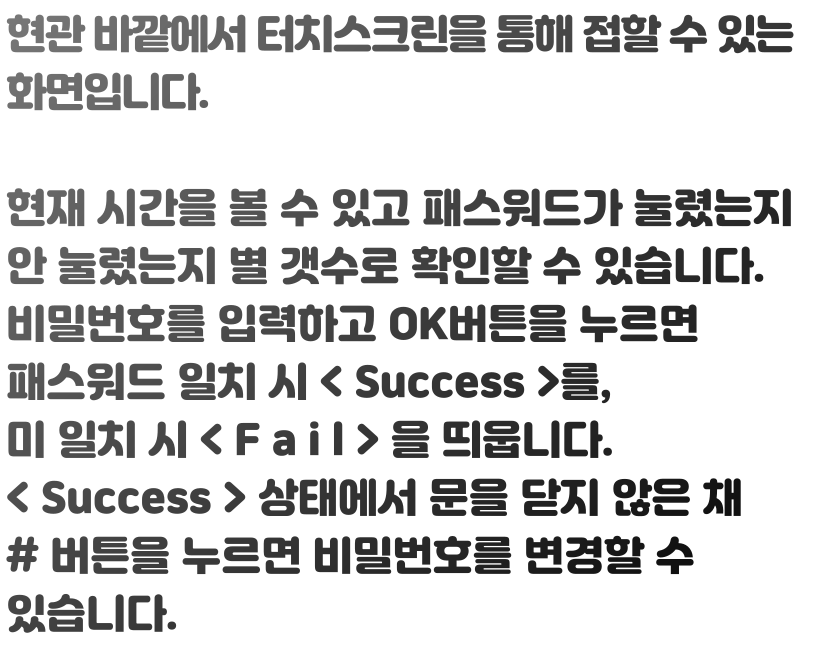 현관 바깥에서 터치스크린을 통해 접할 수 있는
화면입니다.
현재 시간을 볼 수 있고 패스워드가 눌렸는지
안 눌렸는지 별 갯수로 확인할 수 있습니다.
비밀번호를 입력하고 OK버튼을 누르면
패스워드 일치 시 < Success >를,
미 일치 시 < F a i l > 을 띄웁니다.
< Success > 상태에서 문을 닫지 않은 채
# 버튼을 누르면 비밀번호를 변경할 수
있습니다.